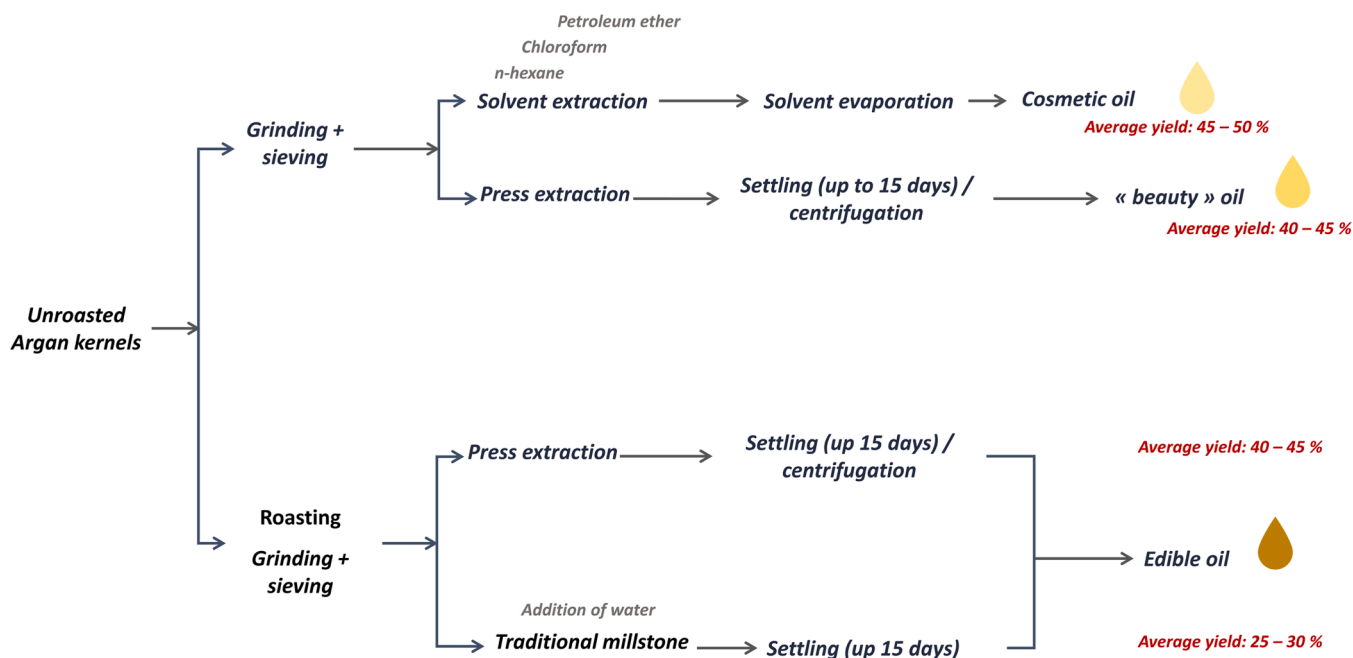 Petroleum ether
Chloroform
n-hexane
Solvent extraction
Solvent evaporation
Cosmetic oil
Average yield: 45 – 50 %
Grinding +
sieving
Press extraction
Settling (up to 15 days) /
centrifugation
« beauty » oil
Average yield: 40 – 45 %
Unroasted
Argan kernels
Press extraction
Settling (up 15 days) /
centrifugation
Average yield: 40 – 45 %
Roasting
Grinding +
sieving
Edible oil
Addition of water
Traditional millstone
Settling (up 15 days)
Average yield: 25 – 30 %